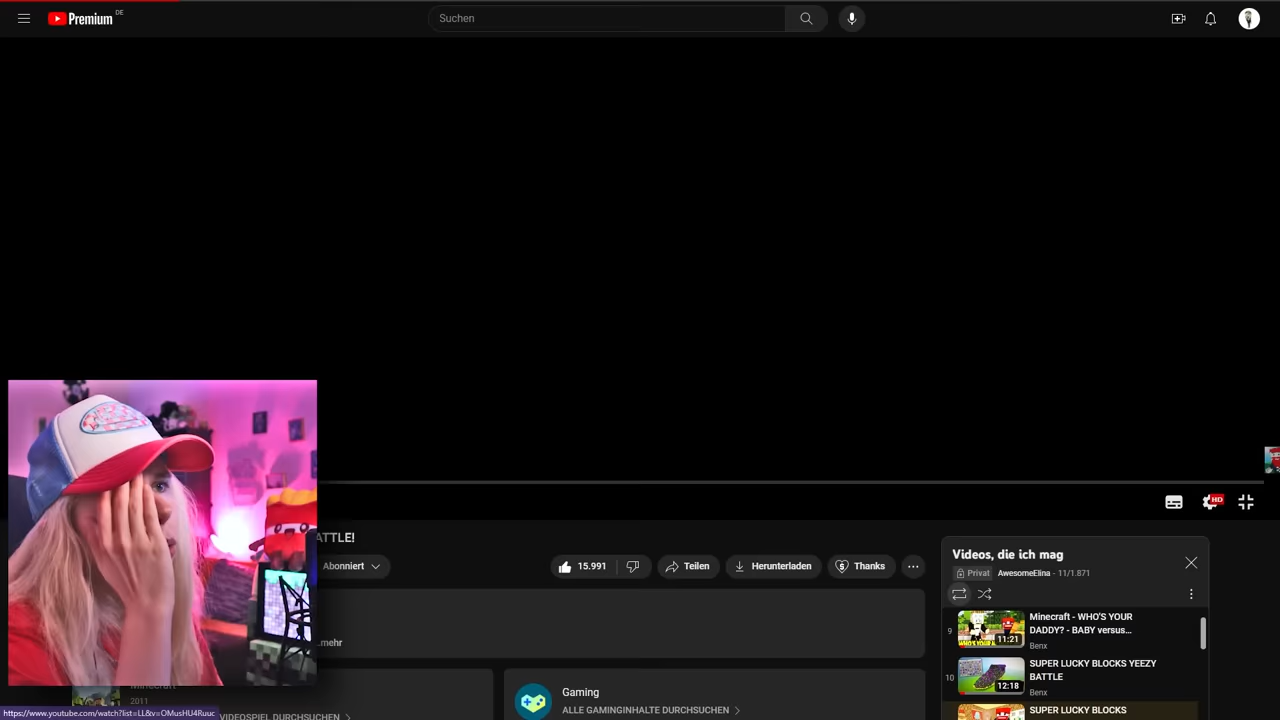 Premium DE
Suchen
ATTLE!
Abonniert
15.991
Teilen
Herunterladen
Thanks
...mehr
Minecraft
2011
VIDEOSPIEL DURCHSUCHEN
Gaming
ALLE GAMINGINHALTE DURCHSUCHEN
HD
Videos, die ich mag
Privat AwesomeElina - 11/1.871
9
11:21
Minecraft - WHO'S YOUR
DADDY? - BABY versus...
Benx
10
12:18
SUPER LUCKY BLOCKS YEEZY
BATTLE
Benx
SUPER LUCKY BLOCKS
https://www.youtube.com/watch?list=LL&v=OMusHU4Ruuc